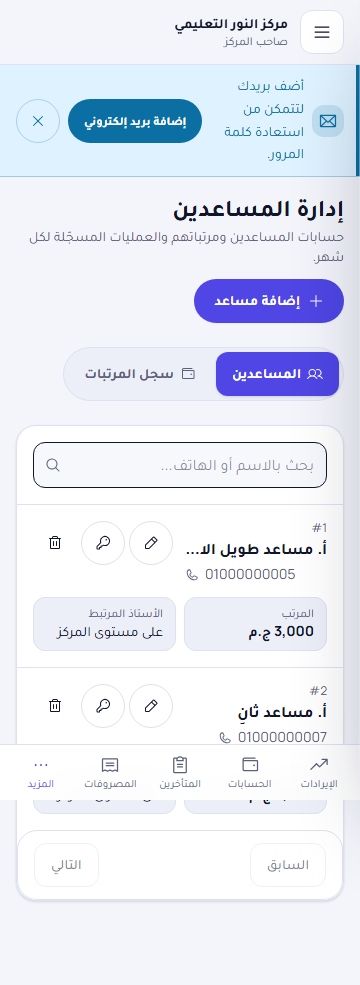 مركز النور التعليمي
صاحب المركز
أضف بريدك
لتتمكن من
استعادة كلمة
المرور.
إضافة بريد إلكتروني
إدارة المساعدين
حسابات المساعدين ومرتباتهم والعمليات المسجّلة لكل
شهر.
إضافة مساعد
المساعدين
سجل المرتبات
بحث بالاسم أو الهاتف...
#1
أ. مساعد طويل الا...
01000000005
المرتب
3,000 ج.م
الأستاذ المرتبط
على مستوى المركز
#2
أ. مساعد ثانٍ
01000000007
الإيرادات
الحسابات
المتأخرين
المصروفات
المزيد
السابق
التالي